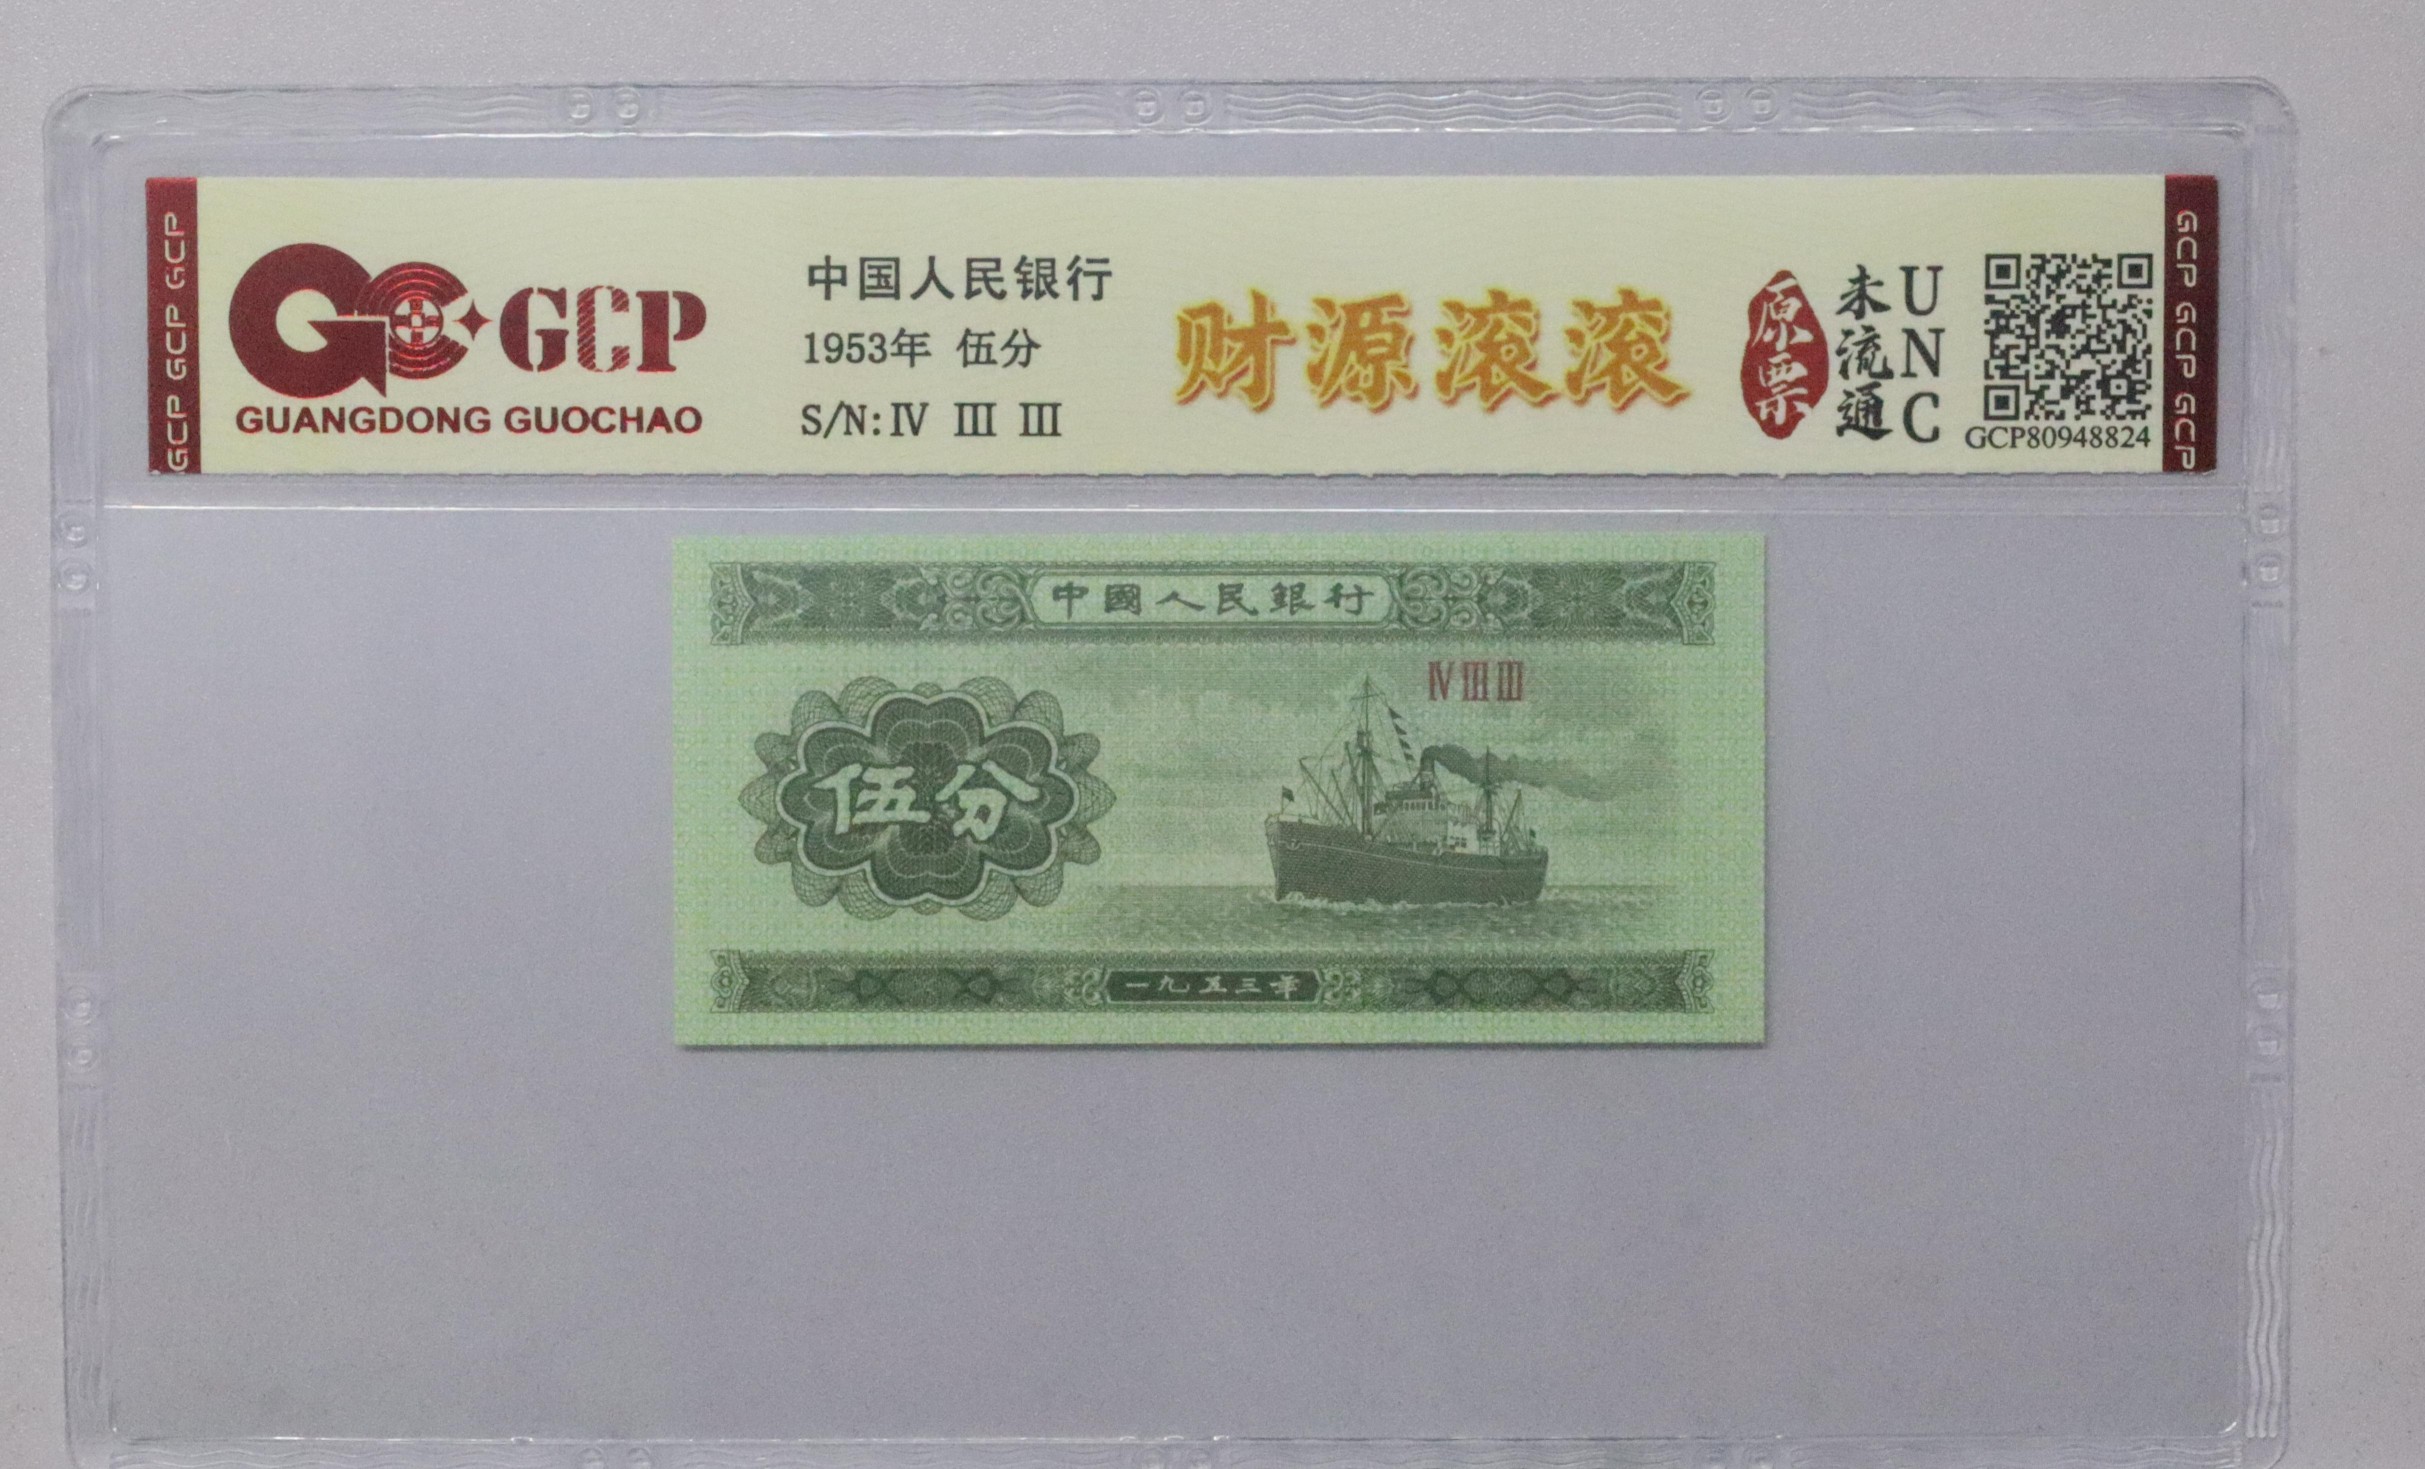 GCP GCP GCP
GCP
GUANGDONG GUOCHAO
中国人民银行
1953年 伍分
S/N: Ⅳ Ⅲ Ⅲ
财源滚滚
原票
未流通
UNC
GCP80948824
GCP GCP GCP
中國人民銀行
Ⅳ Ⅲ Ⅲ
伍分
一九五三年